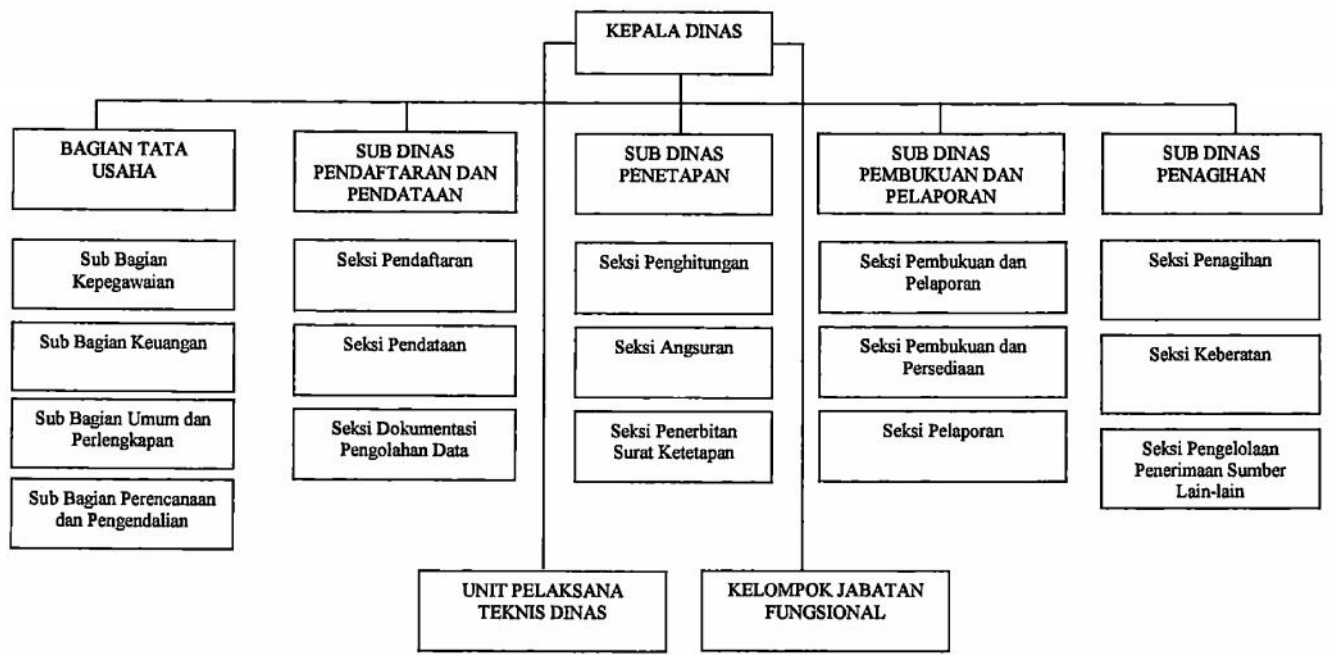 KEPALA DINAS
BAGIAN TATA
USAHA
SUB DINAS
PENDAFTARAN DAN
PENDATAAN
SUB DINAS
PENETAPAN
SUB DINAS
PEMBUKUAN DAN
PELAPORAN
SUB DINAS
PENAGIHAN
Sub Bagian
Kepegawaian
Sub Bagian Keuangan
Sub Bagian Umum dan
Perlengkapan
Sub Bagian Perencanaan
dan Pengendalian
Seksi Pendaftaran
Seksi Pendataan
Seksi Dokumentasi
Pengolahan Data
Seksi Penghitungan
Seksi Angsuran
Seksi Penerbitan
Surat Ketetapan
Seksi Pembukuan dan
Pelaporan
Seksi Pembukuan dan
Persediaan
Seksi Pelaporan
Seksi Penagihan
Seksi Keberatan
Seksi Pengelolaan
Penerimaan Sumber
Lain-lain
UNIT PELAKSANA
TEKNIS DINAS
KELOMPOK JABATAN
FUNGSIONAL